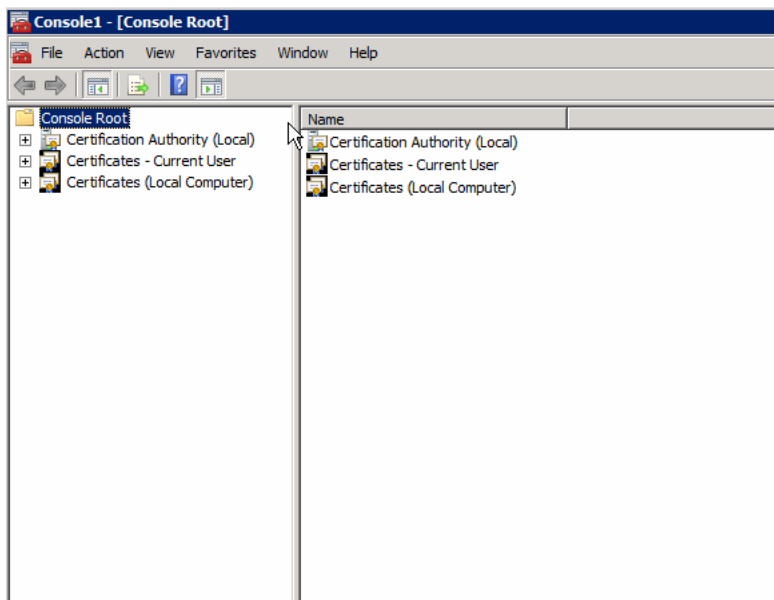 Console1 - [Console Root]
File Action View Favorites Window Help
?
Console Root
Certification Authority (Local)
Certificates - Current User
Certificates (Local Computer)
Name
Certification Authority (Local)
Certificates - Current User
Certificates (Local Computer)